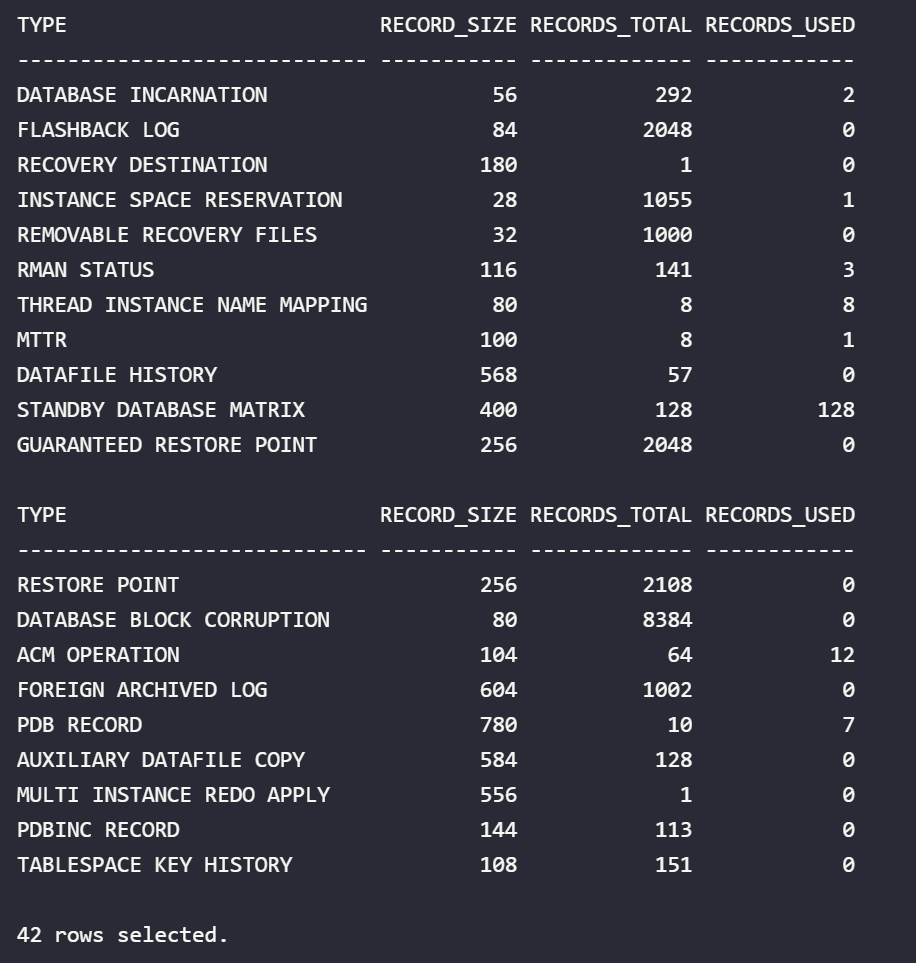 TYPE                         RECORD_SIZE RECORDS_TOTAL RECORDS_USED
---------------------------- ----------- ------------- ------------
DATABASE INCARNATION                  56           292            2
FLASHBACK LOG                         84          2048            0
RECOVERY DESTINATION                 180             1            0
INSTANCE SPACE RESERVATION            28          1055            1
REMOVABLE RECOVERY FILES              32          1000            0
RMAN STATUS                          116           141            3
THREAD INSTANCE NAME MAPPING          80             8            8
MTTR                                 100             8            1
DATAFILE HISTORY                     568            57            0
STANDBY DATABASE MATRIX              400           128          128
GUARANTEED RESTORE POINT             256          2048            0

TYPE                         RECORD_SIZE RECORDS_TOTAL RECORDS_USED
---------------------------- ----------- ------------- ------------
RESTORE POINT                        256          2108            0
DATABASE BLOCK CORRUPTION             80          8384            0
ACM OPERATION                        104            64           12
FOREIGN ARCHIVED LOG                 604          1002            0
PDB RECORD                           780            10            7
AUXILIARY DATAFILE COPY              584           128            0
MULTI INSTANCE REDO APPLY            556             1            0
PDBINC RECORD                        144           113            0
TABLESPACE KEY HISTORY               108           151            0

42 rows selected.